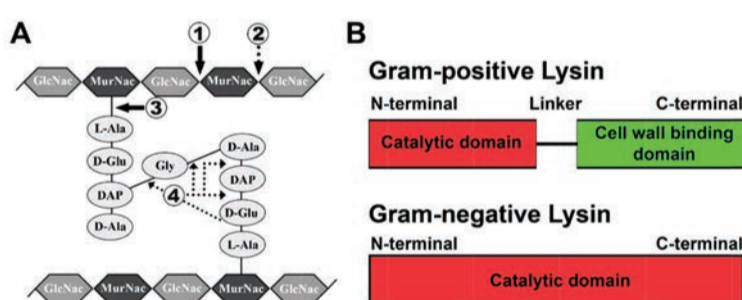 A
1
2
GlcNac MurNac GlcNac MurNac GlcNac
3
L-Ala
D-Glu
DAP
D-Ala
Gly
4
D-Ala
DAP
D-Glu
L-Ala
GlcNac MurNac GlcNac MurNac GlcNac
B
Gram-positive Lysin
N-terminal Linker C-terminal
Catalytic domain
Cell wall binding
domain
Gram-negative Lysin
N-terminal C-terminal
Catalytic domain